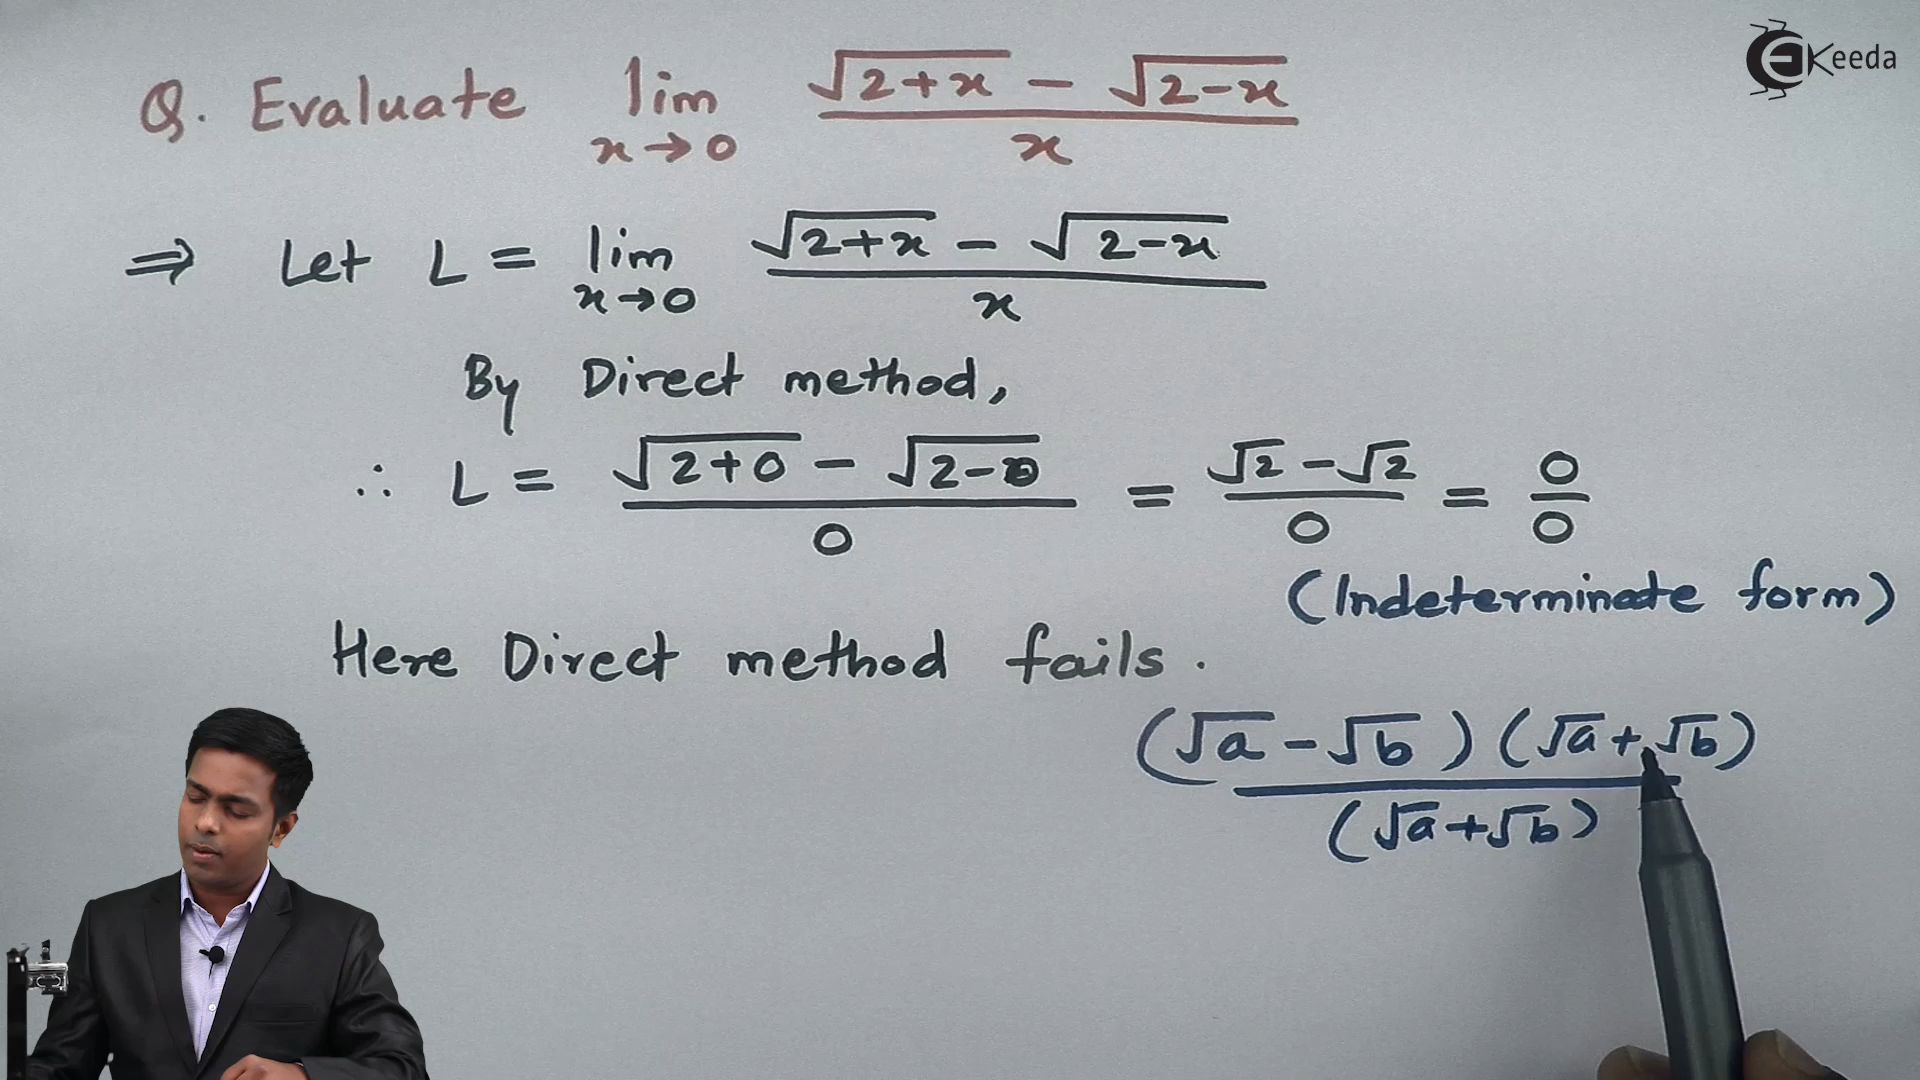 Keeda
Q. Evaluate lim x→0 (√(2+x) − √(2−x)) / x
⇒ Let L = lim x→0 (√(2+x) − √(2−x)) / x
By Direct method,
∴ L = (√(2+0) − √(2−0)) / 0 = (√2 − √2) / 0 = 0/0
(Indeterminate form)
Here Direct method fails.
(√a − √b) (√a + √b) / (√a + √b)